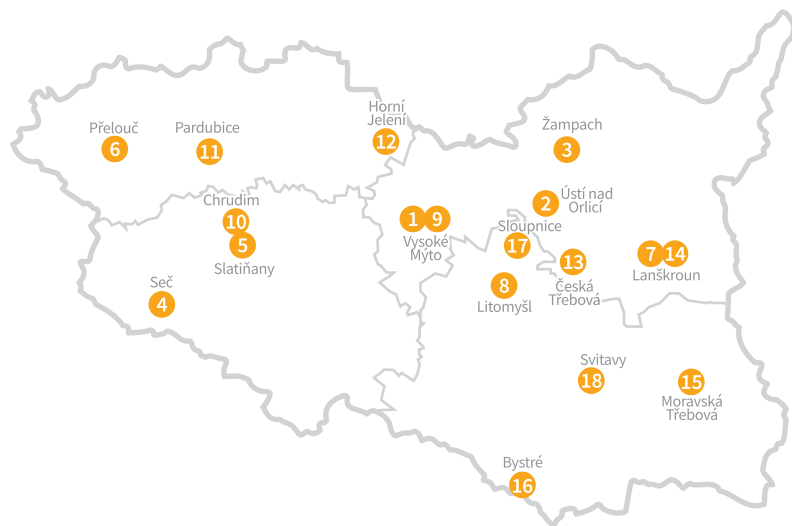 Horní
Jelení
12
Přelouč
6
Pardubice
11
Žampach
3
Chrudim
10
5
Slatiňany
1 9
Vysoké
Mýto
2
Ústí nad
Orlicí
Sloupnice
17
13
Česká
Třebová
7 14
Lanškroun
Seč
4
8
Litomyšl
Svitavy
18
15
Moravská
Třebová
Bystré
16